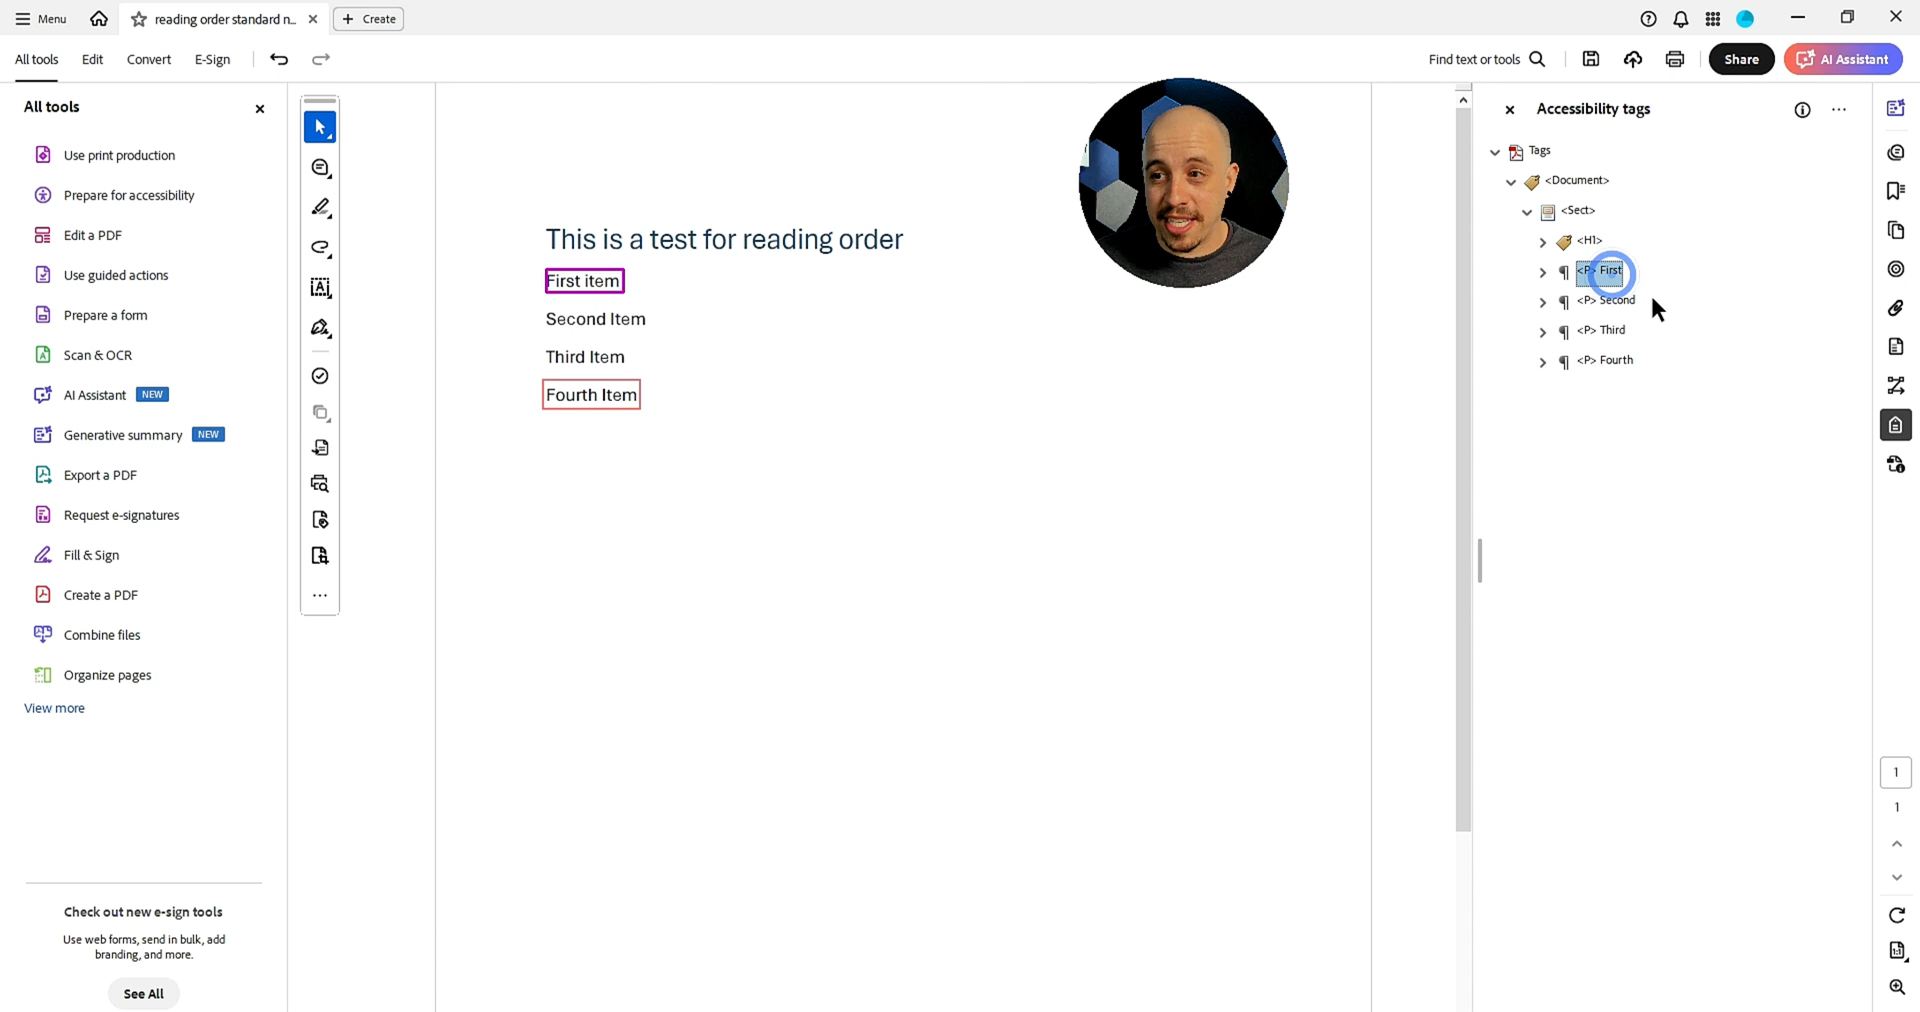 Menu
reading order standard n...
Create
All tools
Edit
Convert
E-Sign
Find text or tools
Share
AI Assistant
All tools
Use print production
Prepare for accessibility
Edit a PDF
Use guided actions
Prepare a form
Scan & OCR
AI Assistant NEW
Generative summary NEW
Export a PDF
Request e-signatures
Fill & Sign
Create a PDF
Combine files
Organize pages
View more
Check out new e-sign tools
Use web forms, send in bulk, add
branding, and more.
See All
This is a test for reading order
First item
Second Item
Third Item
Fourth Item
Accessibility tags
Tags
<Document>
<Sect>
<H1>
<P> First
<P> Second
<P> Third
<P> Fourth
1
1